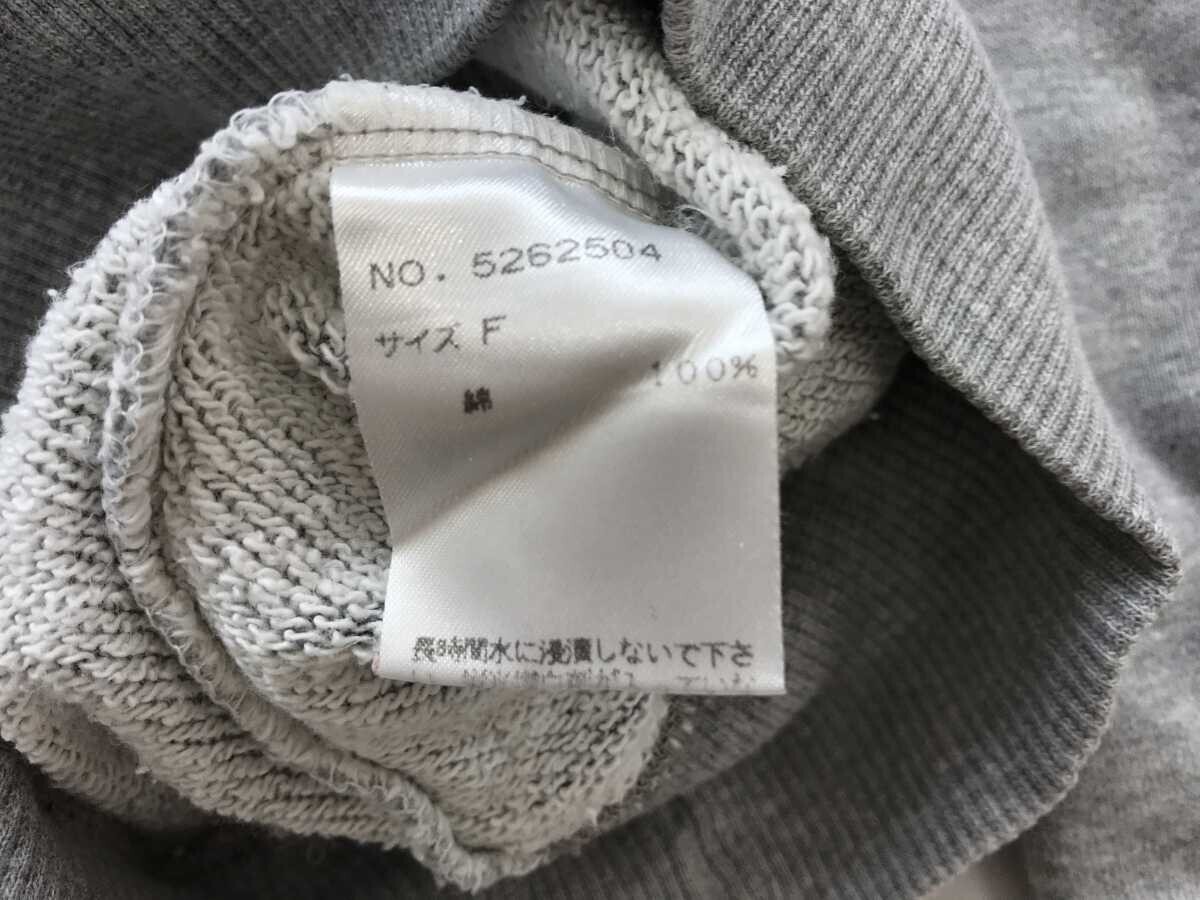 NO. 5262504
サイズ F
綿 100%
長時間水に浸漬しないで下さ